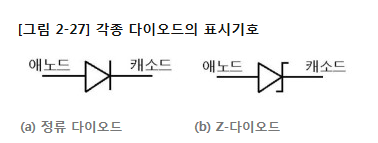 [그림 2-27] 각종 다이오드의 표시기호
애노드 캐소드 애노드 캐소드
(a) 정류 다이오드 (b) Z-다이오드